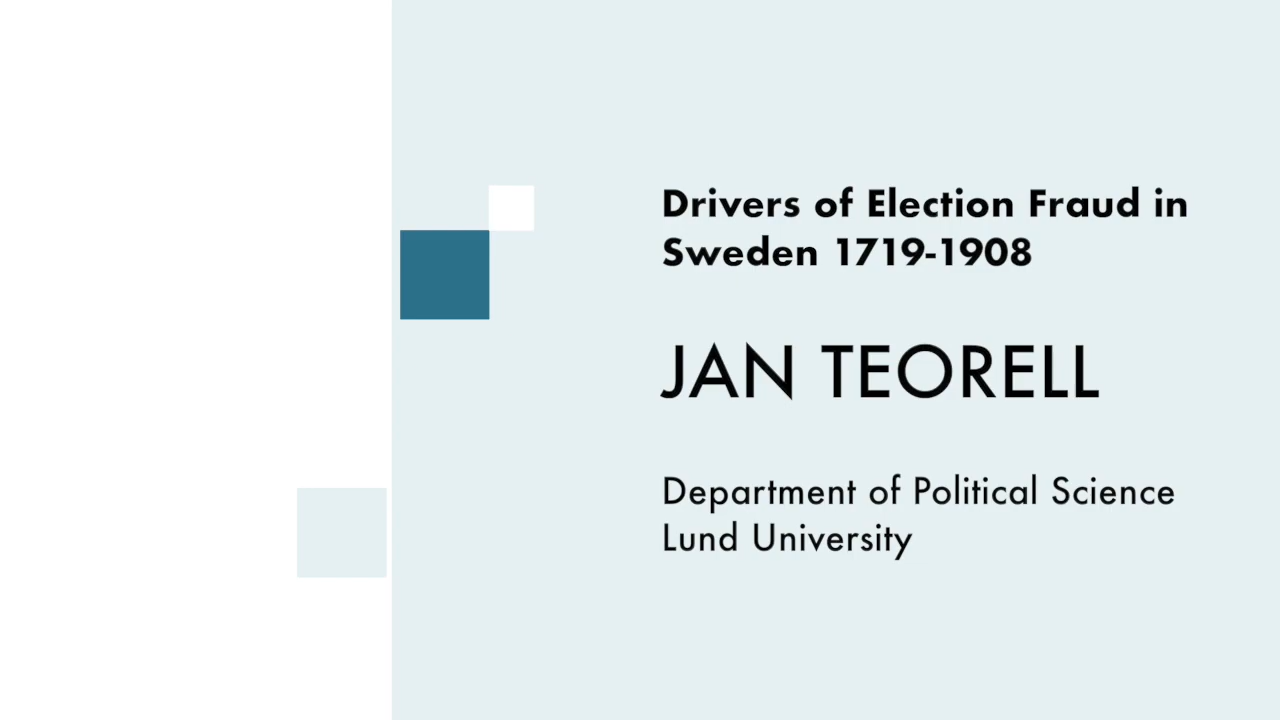 Drivers of Election Fraud in
Sweden 1719-1908
JAN TEORELL
Department of Political Science
Lund University